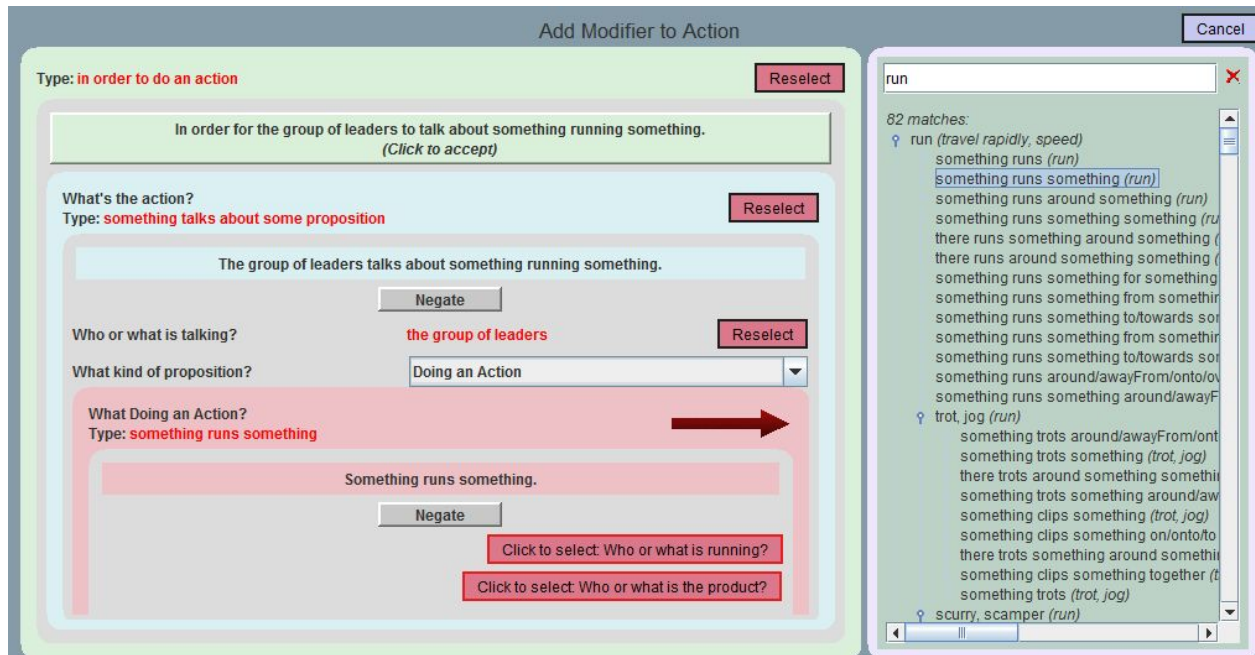 Add Modifier to Action
Cancel
Type: in order to do an action
Reselect
In order for the group of leaders to talk about something running something.
(Click to accept)
What's the action?
Type: something talks about some proposition
Reselect
The group of leaders talks about something running something.
Negate
Who or what is talking?
the group of leaders
Reselect
What kind of proposition?
Doing an Action
What Doing an Action?
Type: something runs something
Something runs something.
Negate
Click to select: Who or what is running?
Click to select: Who or what is the product?
run
82 matches:
run (travel rapidly, speed)
something runs (run)
something runs something (run)
something runs around something (run)
something runs something something (ru
there runs something around something (
there runs around something something (
something runs something for something
something runs something from somethin
something runs something to/towards sor
something runs something from somethin
something runs something to/towards sor
something runs around/awayFrom/onto/ov
something runs something around/awayF
trot, jog (run)
something trots around/awayFrom/ont
something trots something (trot, jog)
there trots around something somethi
something trots something around/aw
something clips something (trot, jog)
something clips something on/onto/to
there trots something around somethi
something clips something together (t
something trots (trot, jog)
scurry, scamper (run)